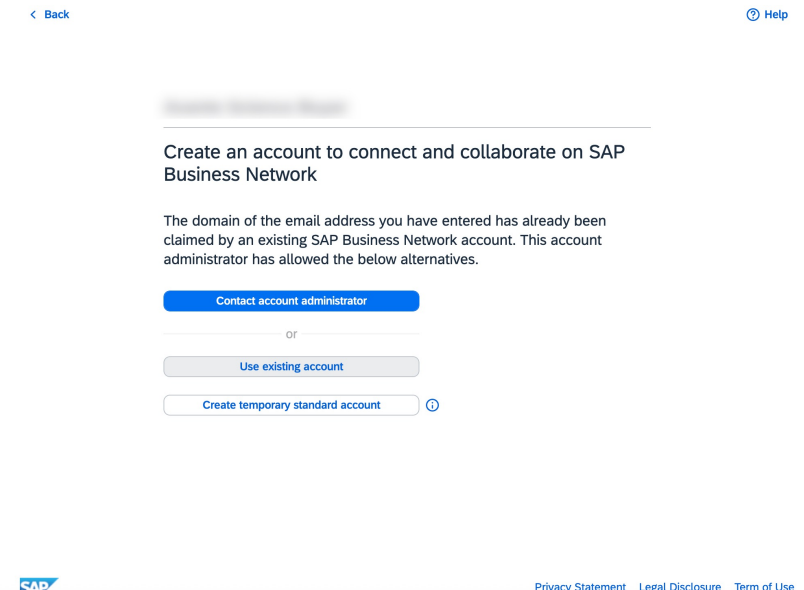 Back
Help
Create an account to connect and collaborate on SAP
Business Network
The domain of the email address you have entered has already been
claimed by an existing SAP Business Network account. This account
administrator has allowed the below alternatives.
Contact account administrator
or
Use existing account
Create temporary standard account
SAP
Privacy Statement Legal Disclosure Term of Use